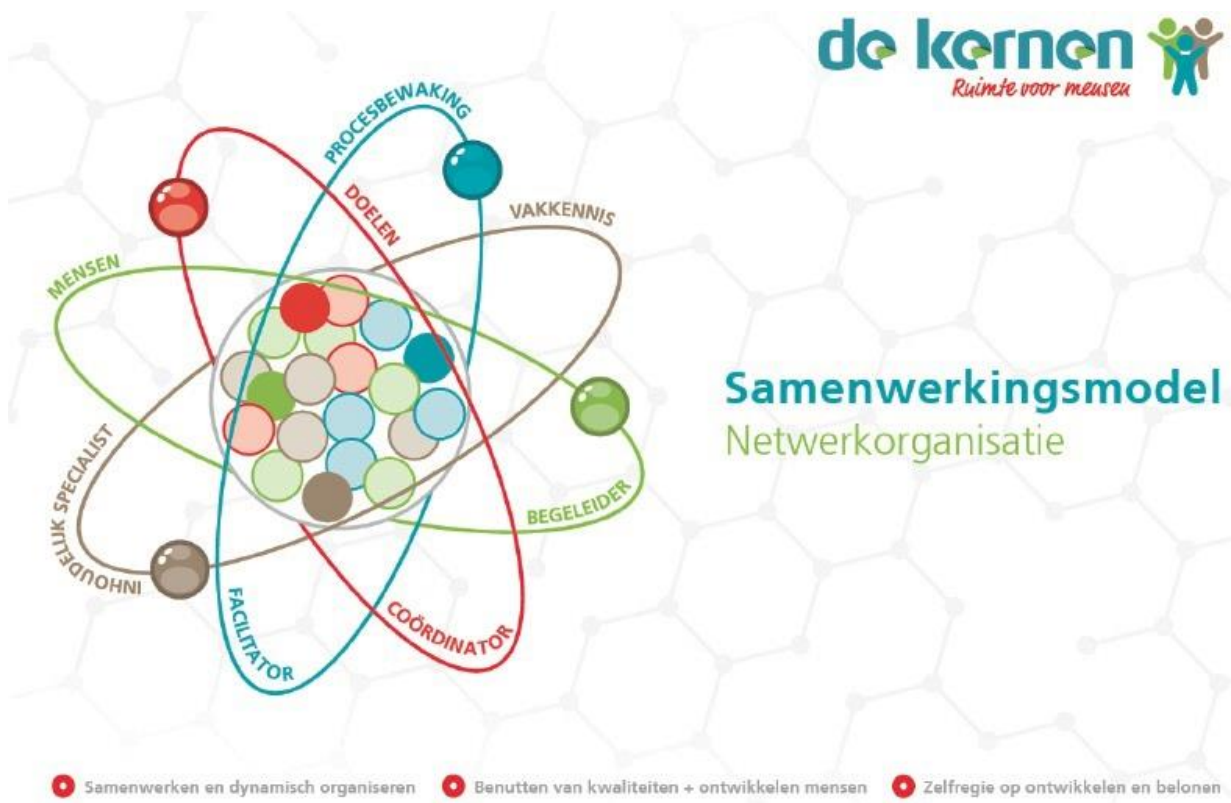 de kernen
Ruimte voor mensen
PROCESBEWAKING
DOELEN
VAKKENNIS
MENSEN
Samenwerkingsmodel
Netwerkorganisatie
INHOUDELIJK SPECIALIST
BEGELEIDER
FACILITATOR
COÖRDINATOR
Samenwerken en dynamisch organiseren
Benutten van kwaliteiten + ontwikkelen mensen
Zelfregie op ontwikkelen en belonen